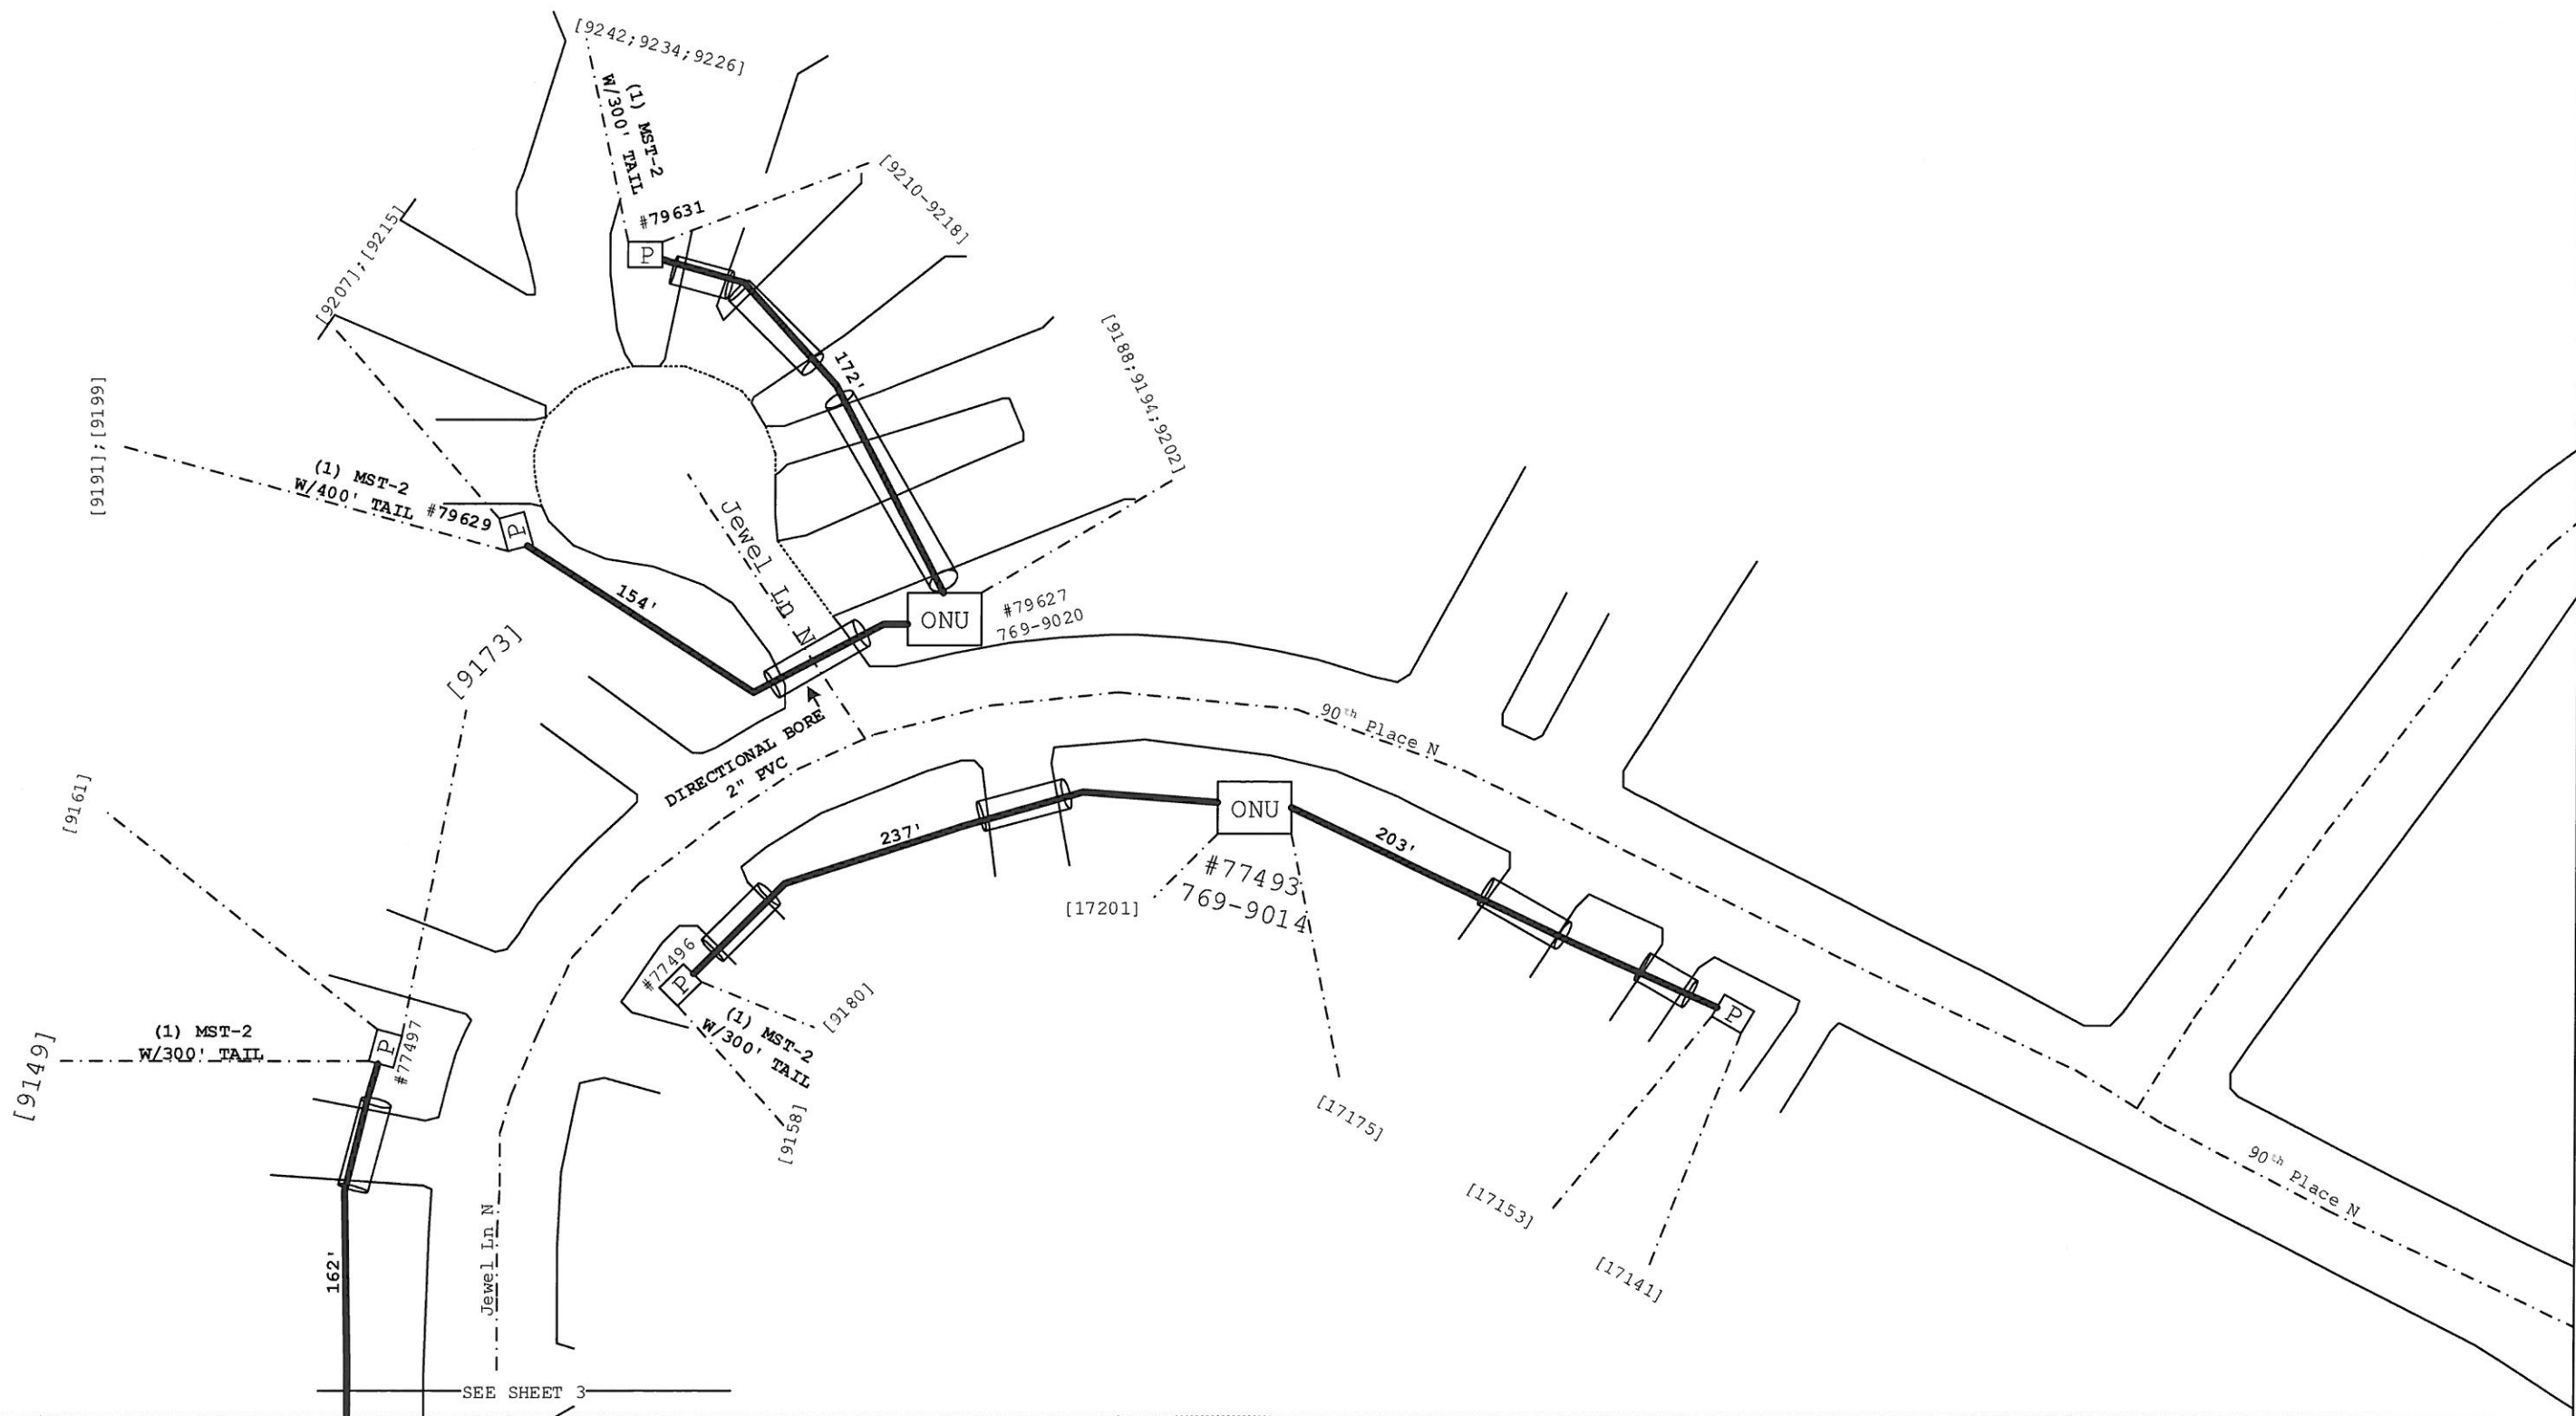 [9242;9234;9226]
(1) MST-2
W/300' TAIL
#79631
P
[9210-9218]
[9207];[9215]
172'
[9188;9194;9202]
[9191];[9199]
(1) MST-2
W/400' TAIL #79629
P
Jewel Ln N
154'
ONU
#79627
769-9020
[9173]
DIRECTIONAL BORE
2" PVC
90th Place N
[9161]
237'
ONU
203'
#77493
769-9014
[17201]
#77496
P
[9180]
(1) MST-2
W/300' TAIL
[9158]
P
(1) MST-2
W/300' TAIL
P
#77497
[9149]
[17175]
[17153]
[17141]
90th Place N
162'
Jewel Ln N
SEE SHEET 3